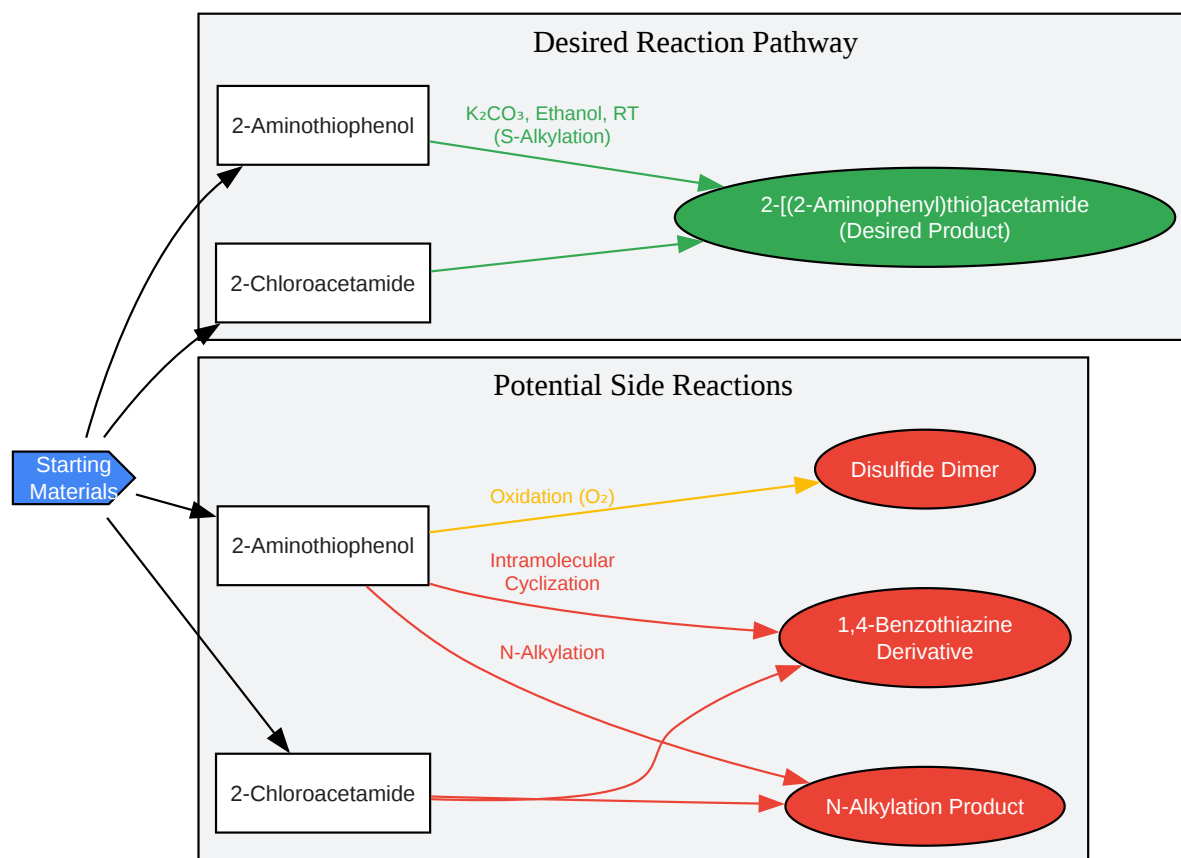 Desired Reaction Pathway
2-Aminothiophenol
K₂CO₃, Ethanol, RT
(S-Alkylation)
2-[(2-Aminophenyl)thio]acetamide
(Desired Product)
2-Chloroacetamide
Potential Side Reactions
Starting
Materials
2-Aminothiophenol
Oxidation (O₂)
Disulfide Dimer
Intramolecular
Cyclization
1,4-Benzothiazine
Derivative
N-Alkylation
2-Chloroacetamide
N-Alkylation Product